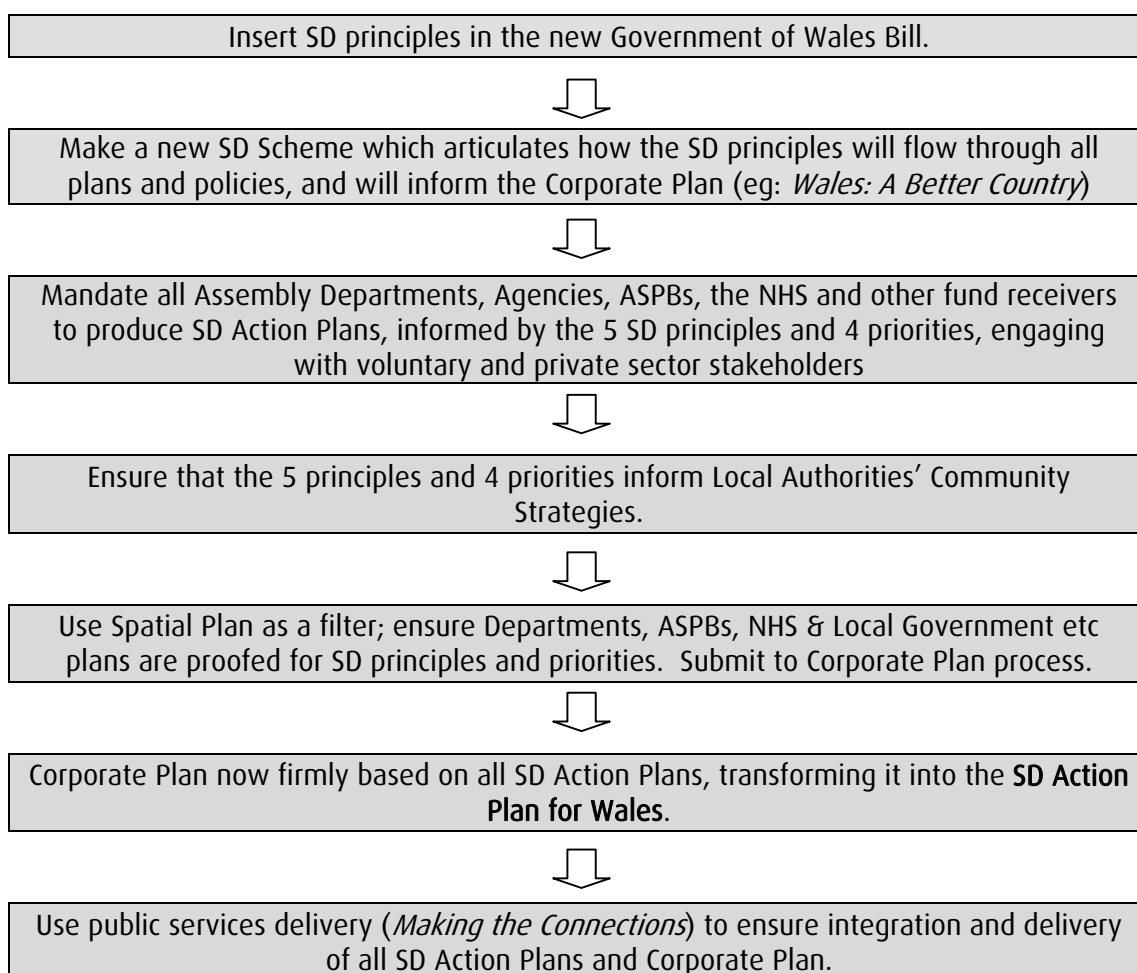 Insert SD principles in the new Government of Wales Bill.
Make a new SD Scheme which articulates how the SD principles will flow through all
plans and policies, and will inform the Corporate Plan (eg: Wales: A Better Country)
Mandate all Assembly Departments, Agencies, ASPBs, the NHS and other fund receivers
to produce SD Action Plans, informed by the 5 SD principles and 4 priorities, engaging
with voluntary and private sector stakeholders
Ensure that the 5 principles and 4 priorities inform Local Authorities’ Community
Strategies.
Use Spatial Plan as a filter; ensure Departments, ASPBs, NHS & Local Government etc
plans are proofed for SD principles and priorities.  Submit to Corporate Plan process.
Corporate Plan now firmly based on all SD Action Plans, transforming it into the SD Action
Plan for Wales.
Use public services delivery (Making the Connections) to ensure integration and delivery
of all SD Action Plans and Corporate Plan.